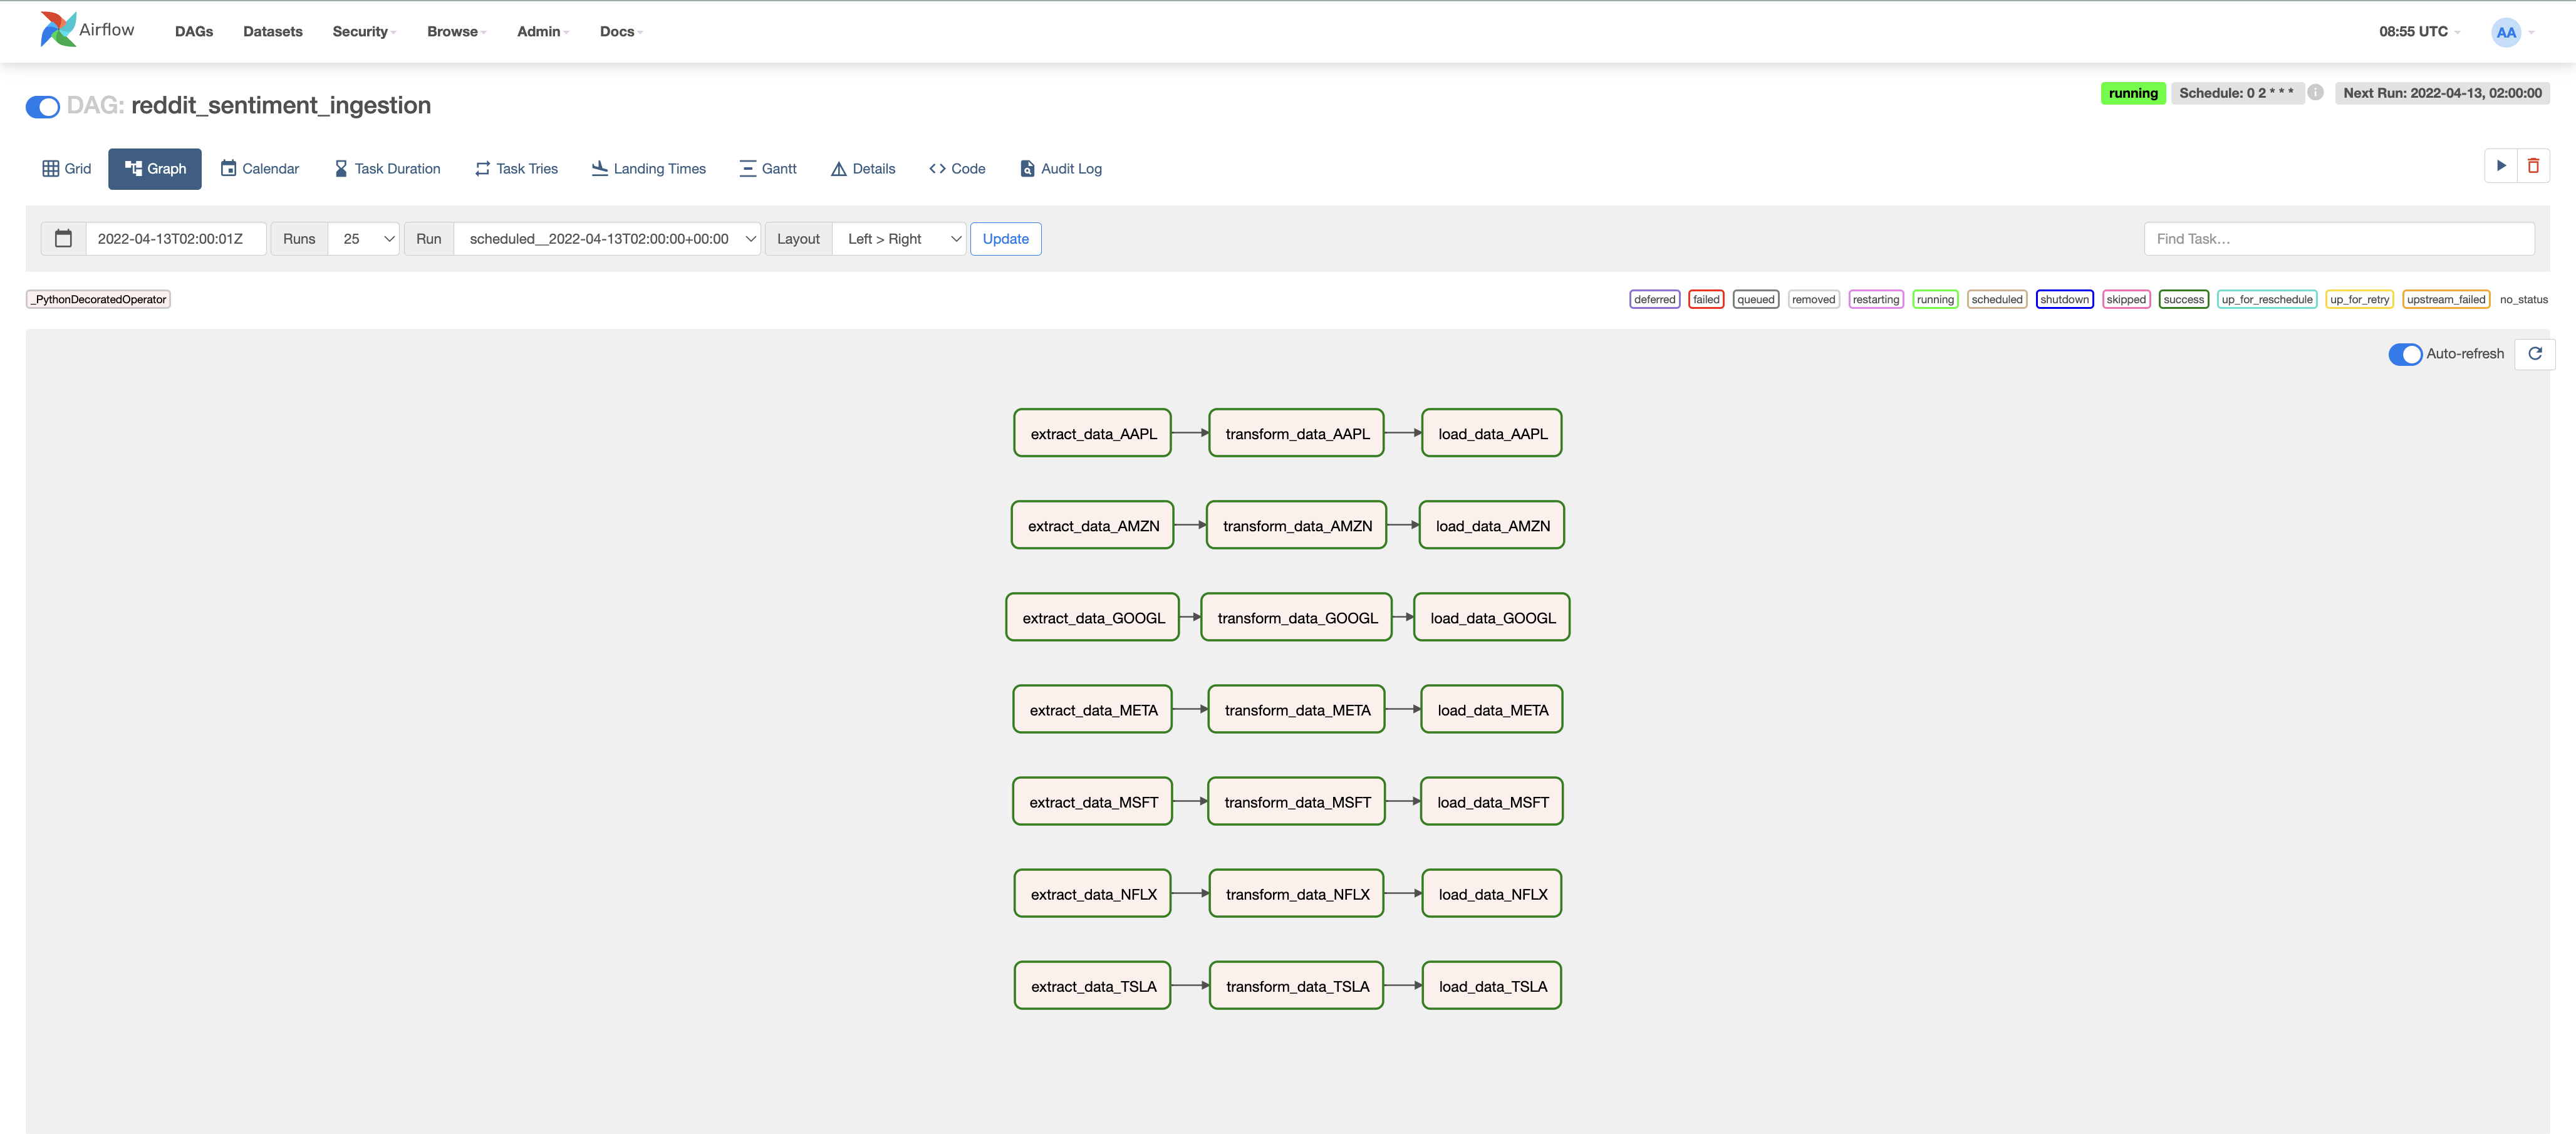 Airflow DAGs Datasets Security Browse Admin Docs 08:55 UTC AA
DAG: reddit_sentiment_ingestion running Schedule: 0 2 * * * i Next Run: 2022-04-13, 02:00:00
Grid Graph Calendar Task Duration Task Tries Landing Times Gantt Details Code Audit Log
2022-04-13T02:00:01Z Runs 25 Run scheduled__2022-04-13T02:00:00+00:00 Layout Left > Right Update Find Task...
_PythonDecoratedOperator deferred failed queued removed restarting running scheduled shutdown skipped success up_for_reschedule up_for_retry upstream_failed no_status
Auto-refresh
extract_data_AAPL transform_data_AAPL load_data_AAPL
extract_data_AMZN transform_data_AMZN load_data_AMZN
extract_data_GOOGL transform_data_GOOGL load_data_GOOGL
extract_data_META transform_data_META load_data_META
extract_data_MSFT transform_data_MSFT load_data_MSFT
extract_data_NFLX transform_data_NFLX load_data_NFLX
extract_data_TSLA transform_data_TSLA load_data_TSLA